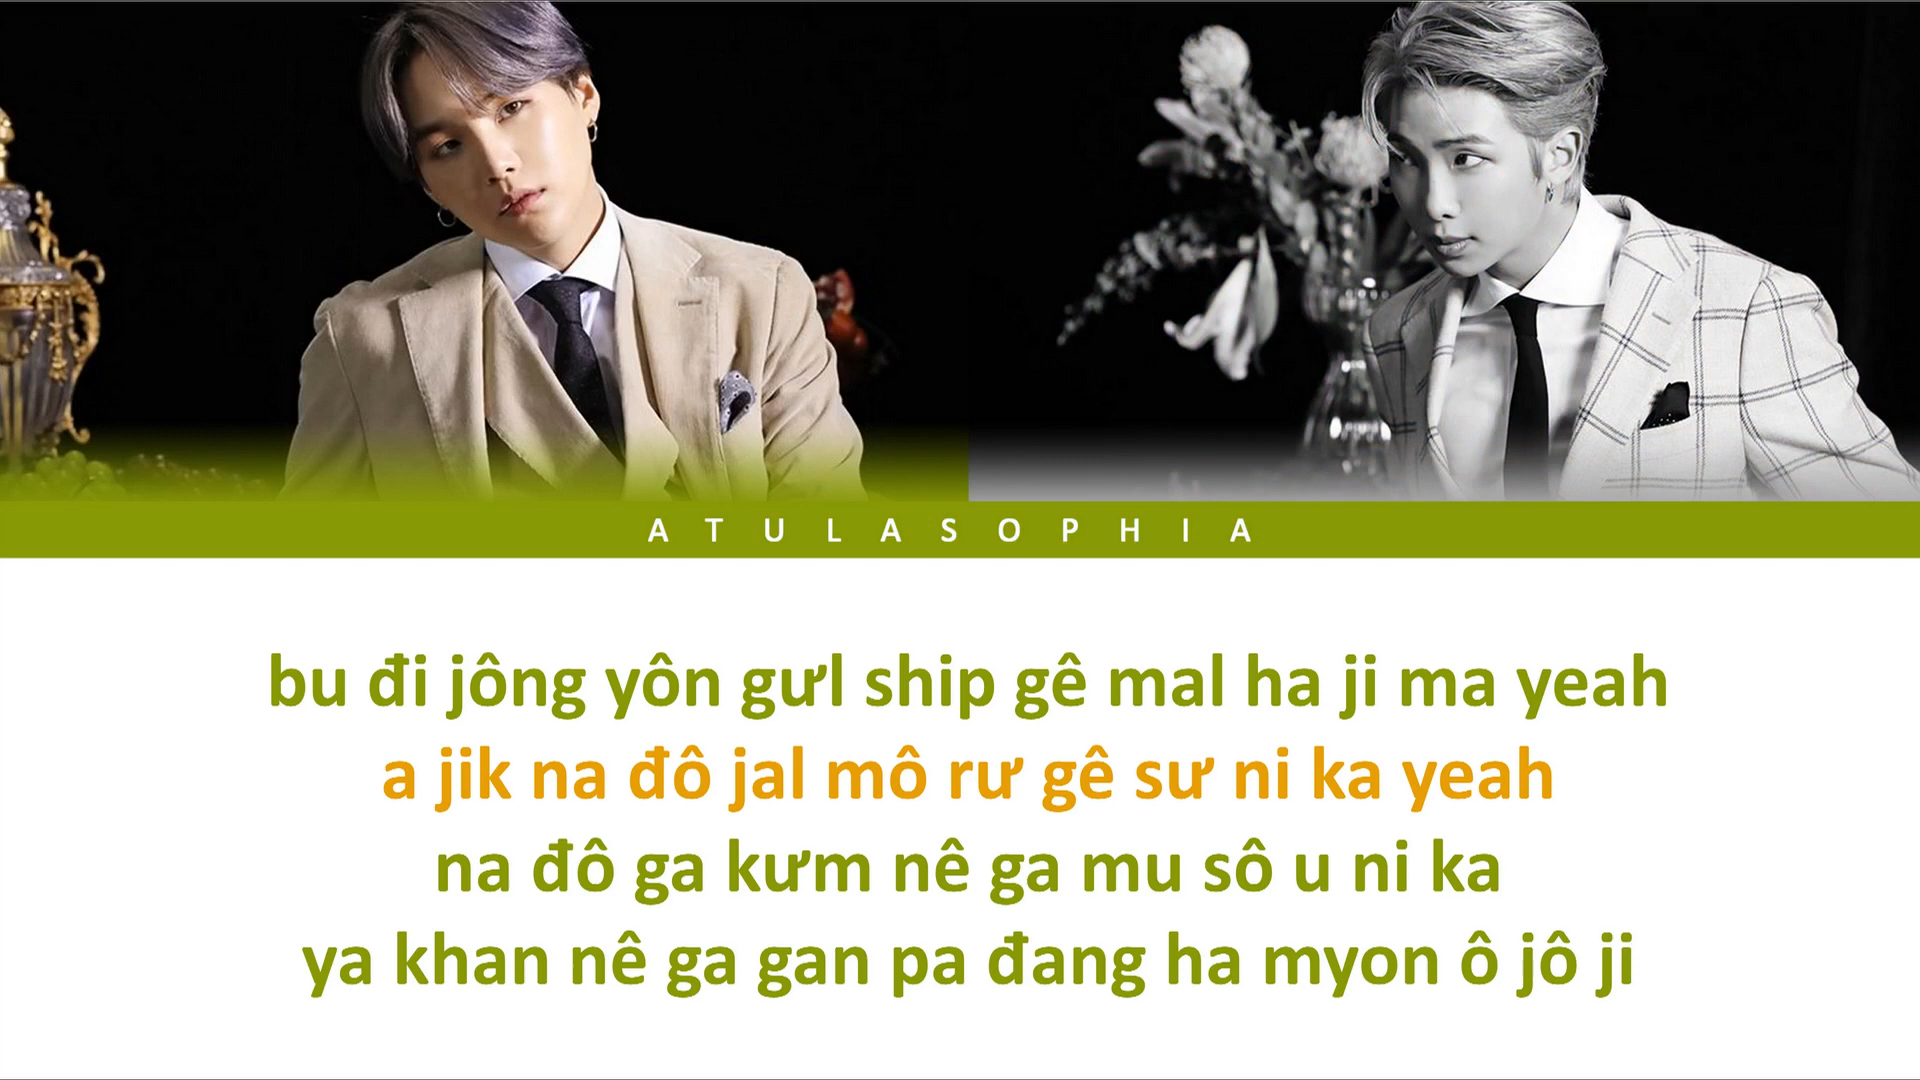 ATULASOPHIA
bu đi jông yôn gưl ship gê mal ha ji ma yeah
a jik na đô jal mô rư gê sư ni ka yeah
na đô ga kưm nê ga mu sô u ni ka
ya khan nê ga gan pa đang ha myon ô jô ji